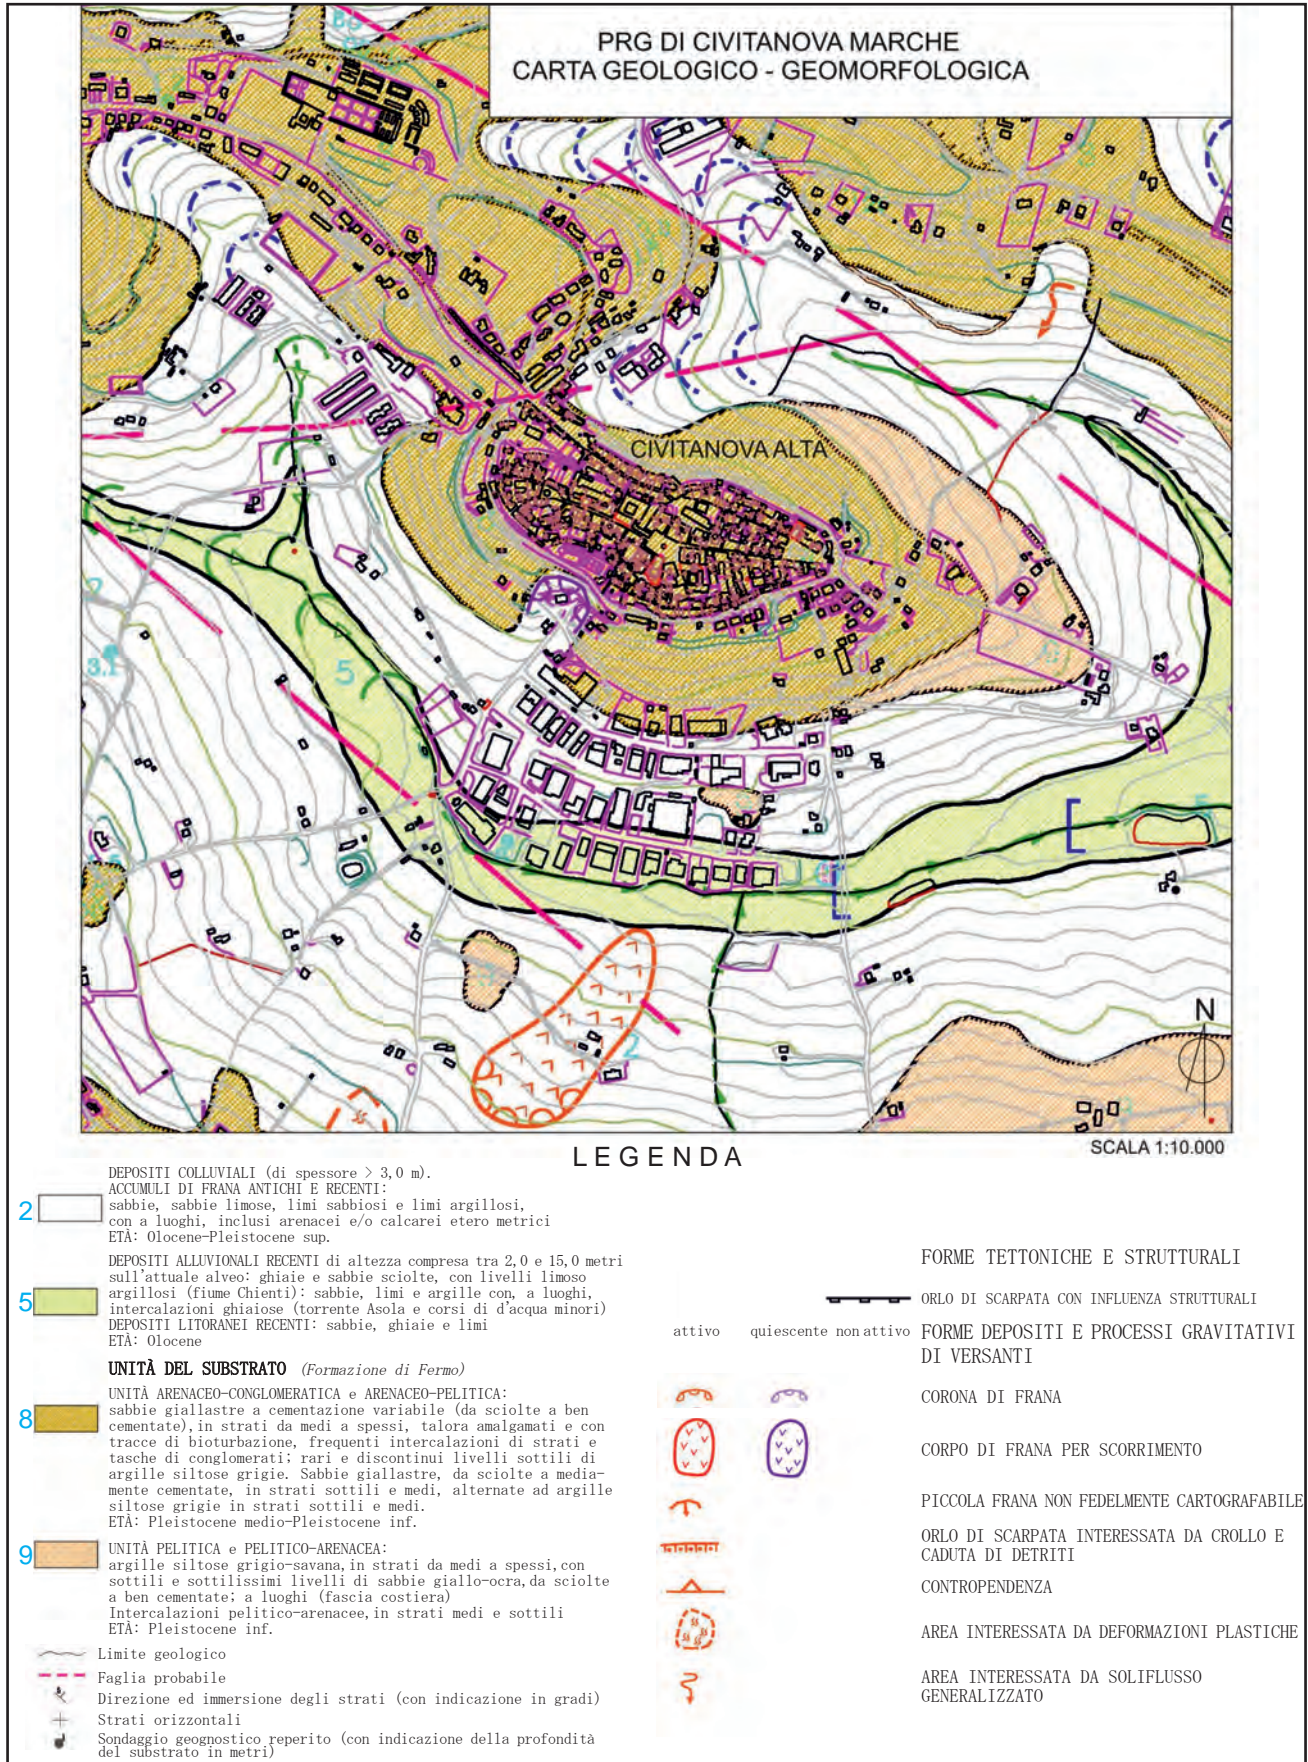 PRG DI CIVITANOVA MARCHE
CARTA GEOLOGICO - GEOMORFOLOGICA
CIVITANOVA ALTA
5
3.1
2
N
LEGENDA
SCALA 1:10.000
2
DEPOSITI COLLUVIALI (di spessore > 3,0 m).
ACCUMULI DI FRANA ANTICHI E RECENTI:
sabbie, sabbie limose, limi sabbiosi e limi argillosi,
con a luoghi, inclusi arenacei e/o calcarei etero metrici
ETÀ: Olocene-Pleistocene sup.
5
DEPOSITI ALLUVIONALI RECENTI di altezza compresa tra 2,0 e 15,0 metri
sull'attuale alveo: ghiaie e sabbie sciolte, con livelli limoso
argillosi (fiume Chienti): sabbie, limi e argille con, a luoghi,
intercalazioni ghiaiose (torrente Asola e corsi di d'acqua minori)
DEPOSITI LITORANEI RECENTI: sabbie, ghiaie e limi
ETÀ: Olocene
UNITÀ DEL SUBSTRATO (Formazione di Fermo)
8
UNITÀ ARENACEO-CONGLOMERATICA e ARENACEO-PELITICA:
sabbie giallastre a cementazione variabile (da sciolte a ben
cementate), in strati da medi a spessi, talora amalgamati e con
tracce di bioturbazione, frequenti intercalazioni di strati e
tasche di conglomerati; rari e discontinui livelli sottili di
argille siltose grigie. Sabbie giallastre, da sciolte a media-
mente cementate, in strati sottili e medi, alternate ad argille
siltose grigie in strati sottili e medi.
ETÀ: Pleistocene medio-Pleistocene inf.
9
UNITÀ PELITICA e PELITICO-ARENACEA:
argille siltose grigio-savana, in strati da medi a spessi, con
sottili e sottilissimi livelli di sabbie giallo-ocra, da sciolte
a ben cementate; a luoghi (fascia costiera)
Intercalazioni pelitico-arenacee, in strati medi e sottili
ETÀ: Pleistocene inf.
Limite geologico
Faglia probabile
Direzione ed immersione degli strati (con indicazione in gradi)
Strati orizzontali
Sondaggio geognostico reperito (con indicazione della profondità
del substrato in metri)
FORME TETTONICHE E STRUTTURALI
ORLO DI SCARPATA CON INFLUENZA STRUTTURALI
attivo quiescente non attivo
FORME DEPOSITI E PROCESSI GRAVITATIVI
DI VERSANTI
CORONA DI FRANA
CORPO DI FRANA PER SCORRIMENTO
PICCOLA FRANA NON FEDELMENTE CARTOGRAFABILE
ORLO DI SCARPATA INTERESSATA DA CROLLO E
CADUTA DI DETRITI
CONTROPENDENZA
AREA INTERESSATA DA DEFORMAZIONI PLASTICHE
AREA INTERESSATA DA SOLIFLUSSO
GENERALIZZATO